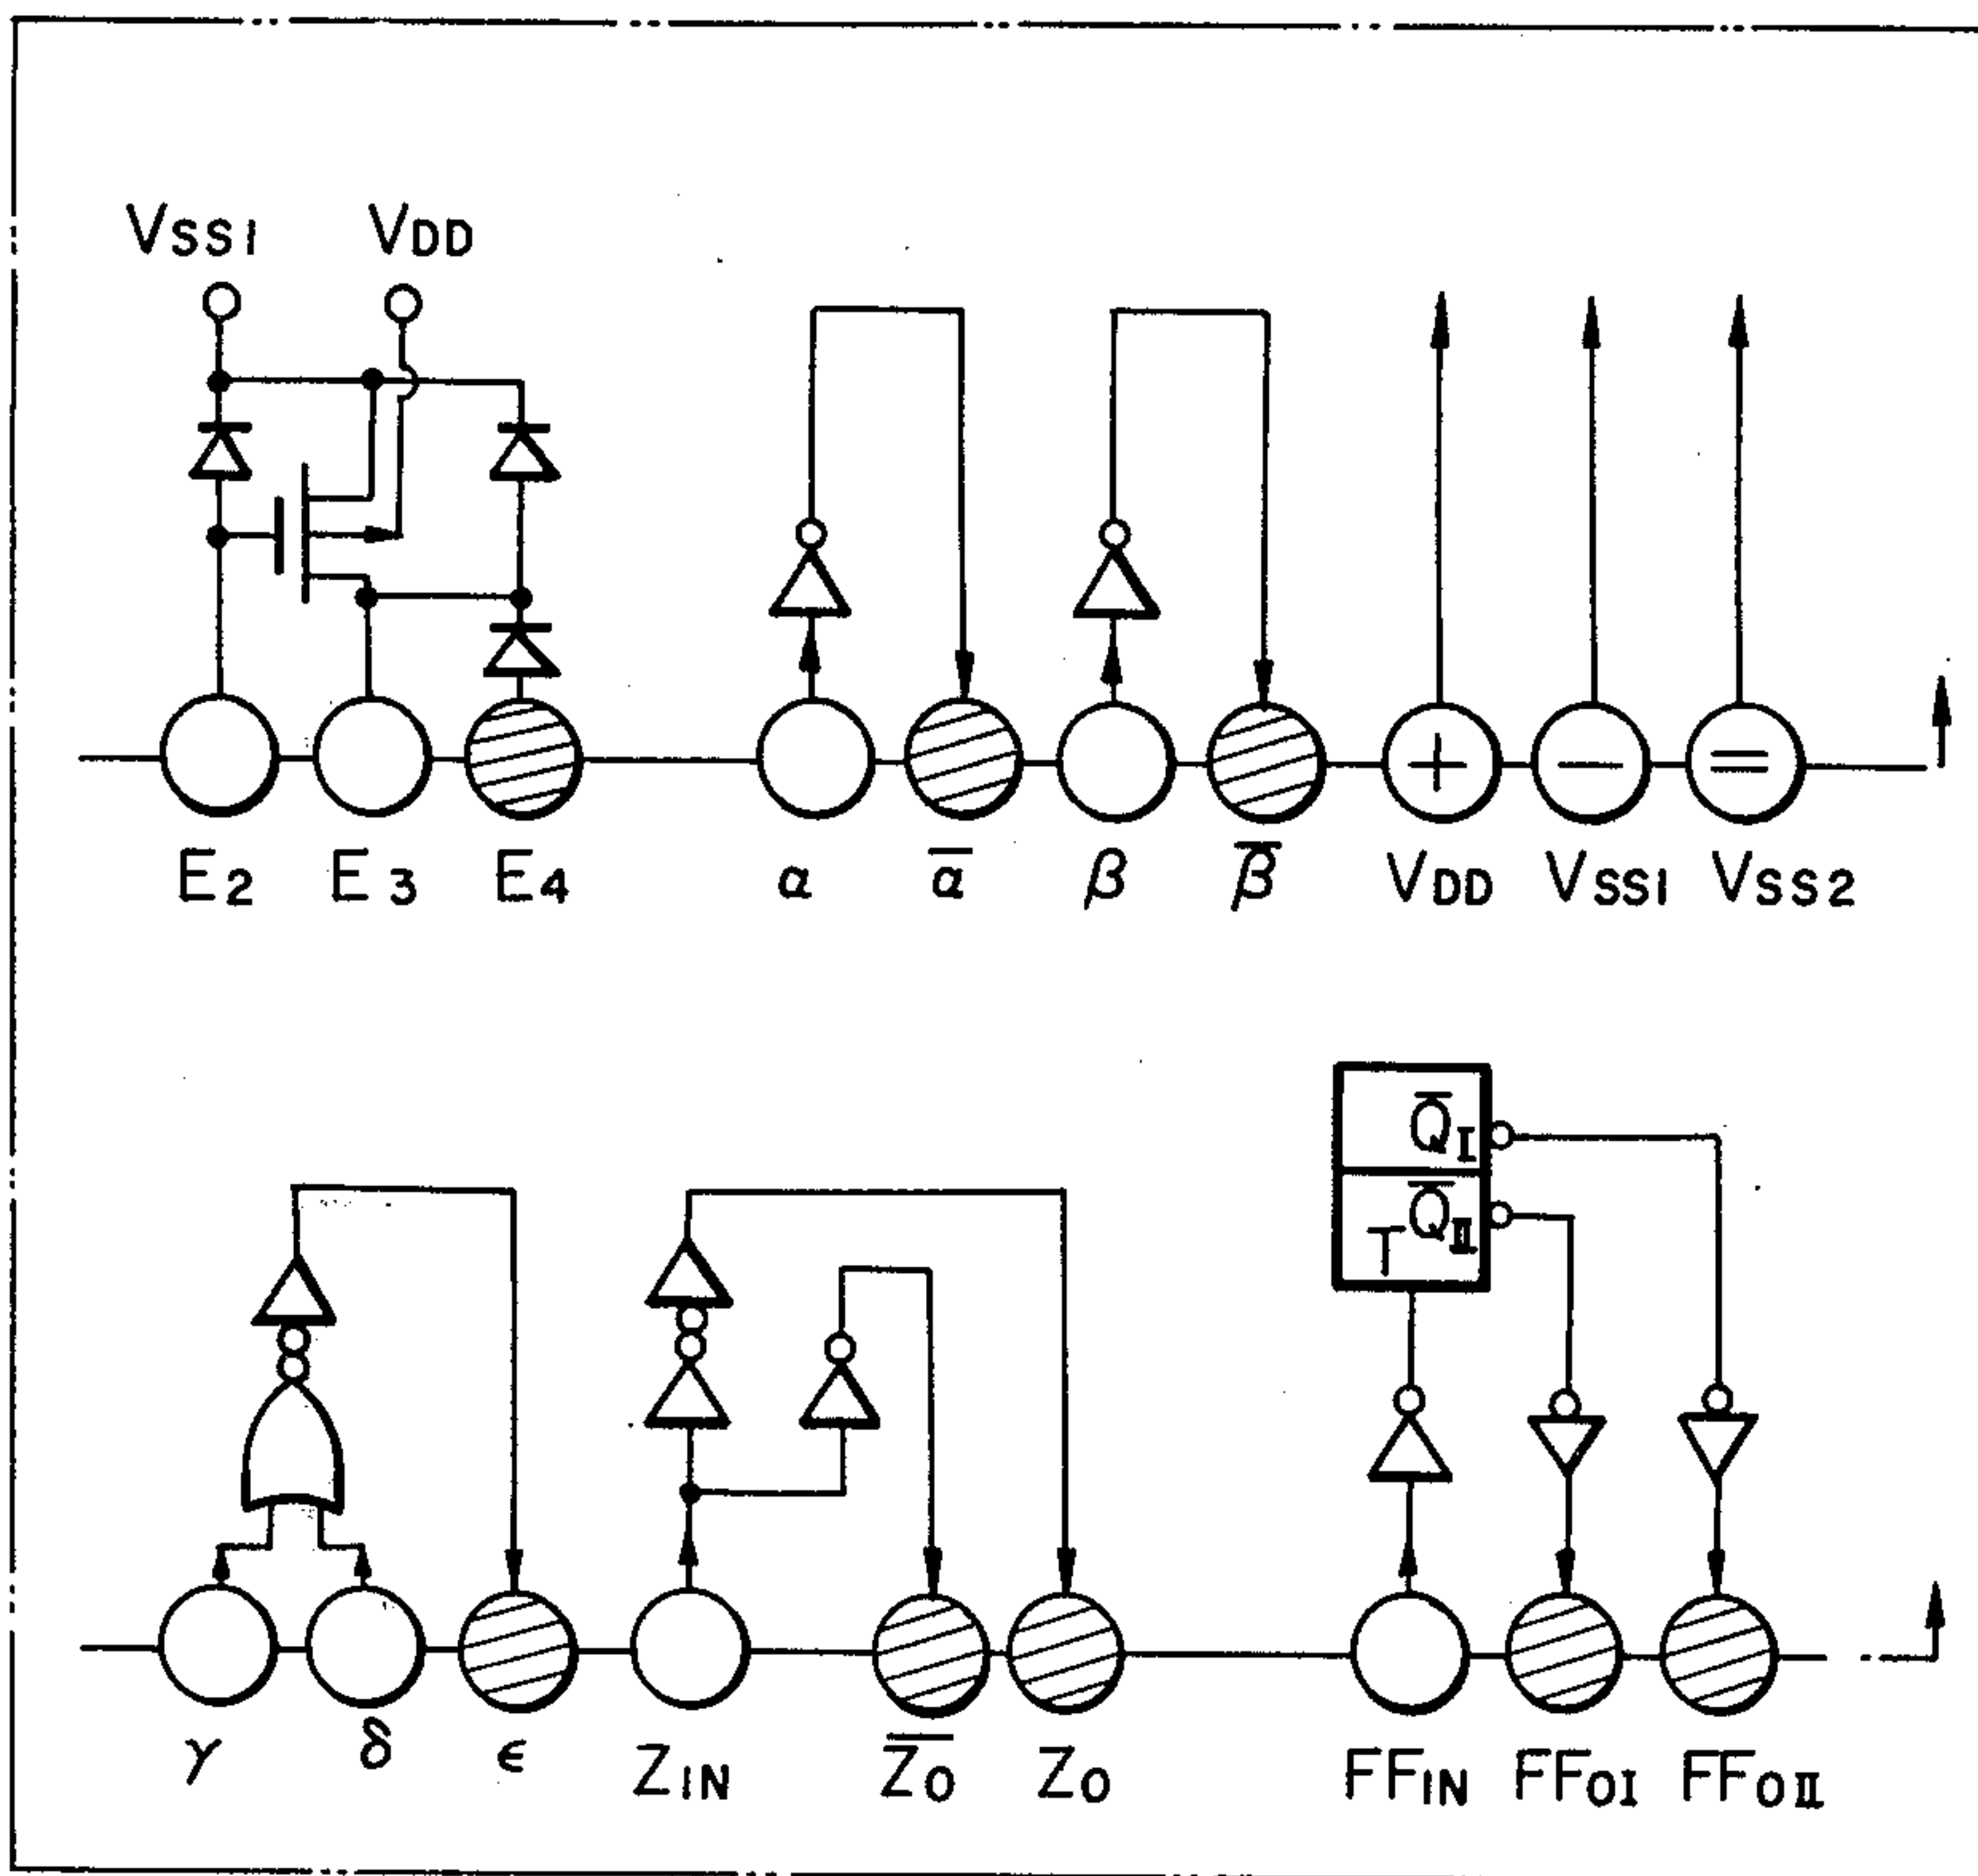 VSS1 VDD
+ − =
E2 E3 E4 α α̅ β β̅ VDD VSS1 VSS2
Q̅I
T Q̅II
γ δ ϵ ZIN Z̅O̅ ZO FFIN FFOI FFOII